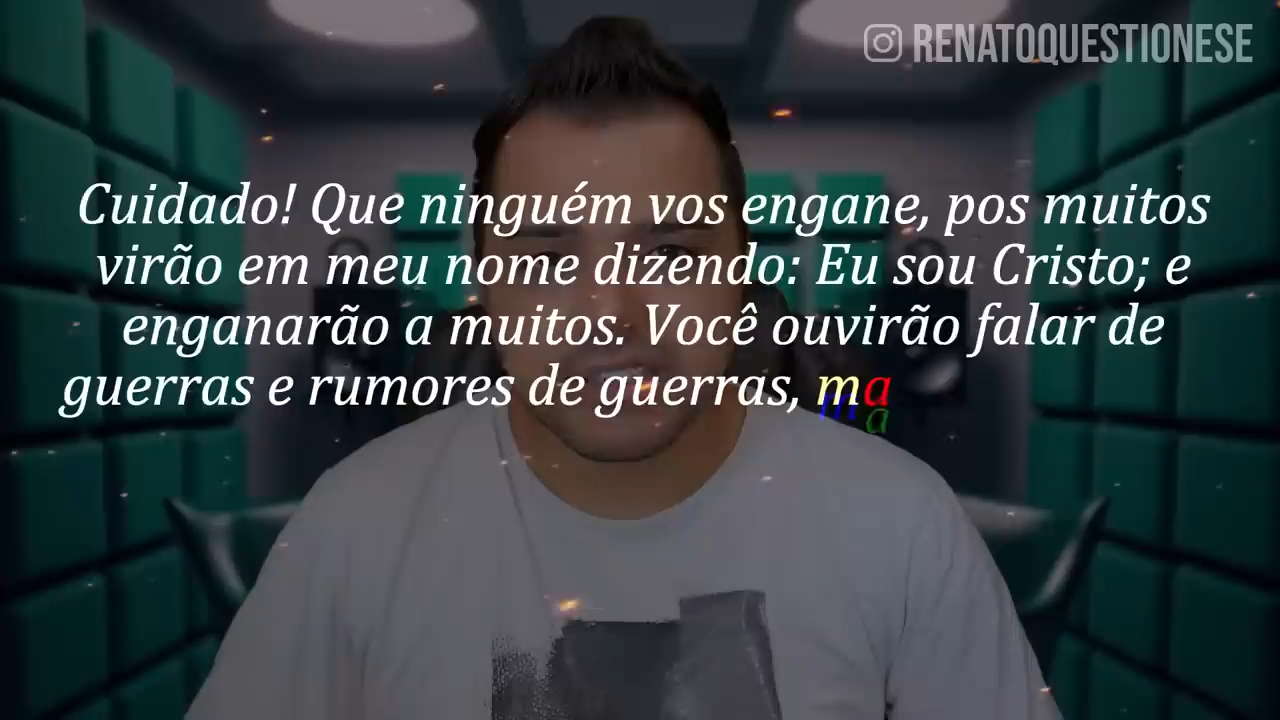 RENATOQUESTIONESE
Cuidado! Que ninguém vos engane, pos muitos
virão em meu nome dizendo: Eu sou Cristo; e
enganarão a muitos. Você ouvirão falar de
guerras e rumores de guerras, ma